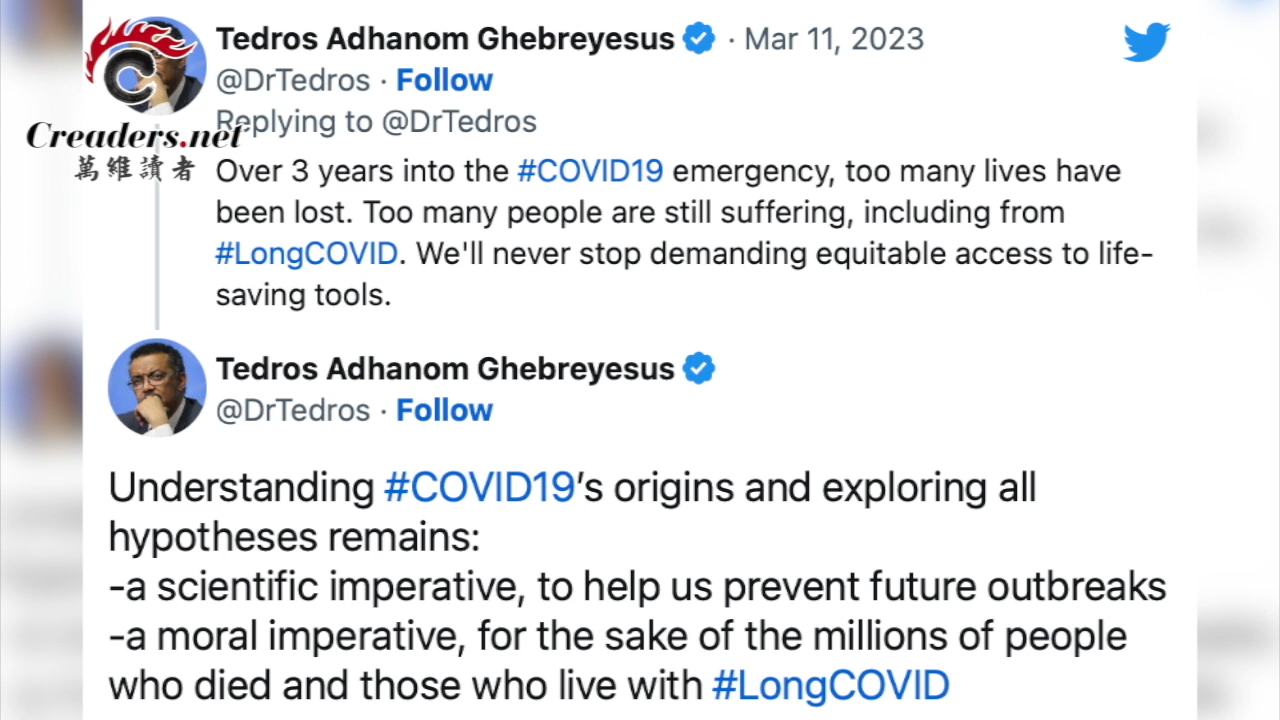 Tedros Adhanom Ghebreyesus · Mar 11, 2023
@DrTedros · Follow
Replying to @DrTedros
Creaders.net
萬維讀者
Over 3 years into the #COVID19 emergency, too many lives have
been lost. Too many people are still suffering, including from
#LongCOVID. We'll never stop demanding equitable access to life-
saving tools.
Tedros Adhanom Ghebreyesus
@DrTedros · Follow
Understanding #COVID19’s origins and exploring all
hypotheses remains:
-a scientific imperative, to help us prevent future outbreaks
-a moral imperative, for the sake of the millions of people
who died and those who live with #LongCOVID